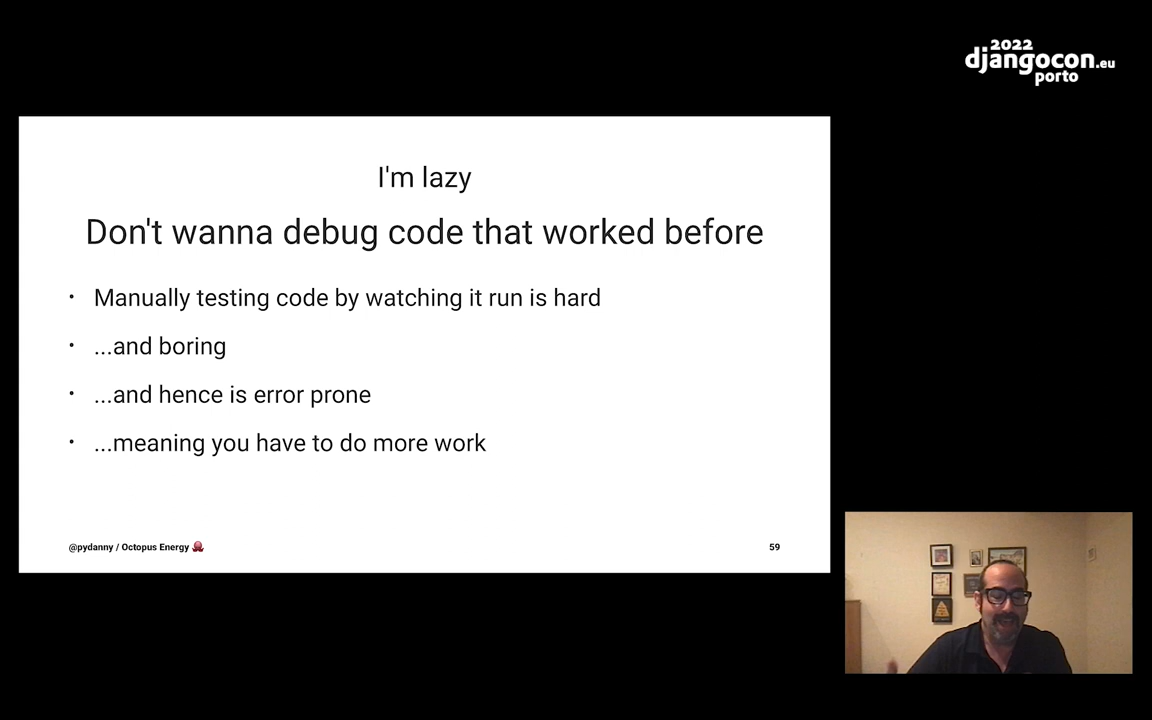 2022
djangocon.eu
porto
I'm lazy
Don't wanna debug code that worked before
• Manually testing code by watching it run is hard
• ...and boring
• ...and hence is error prone
• ...meaning you have to do more work
@pydanny / Octopus Energy 🐙
59